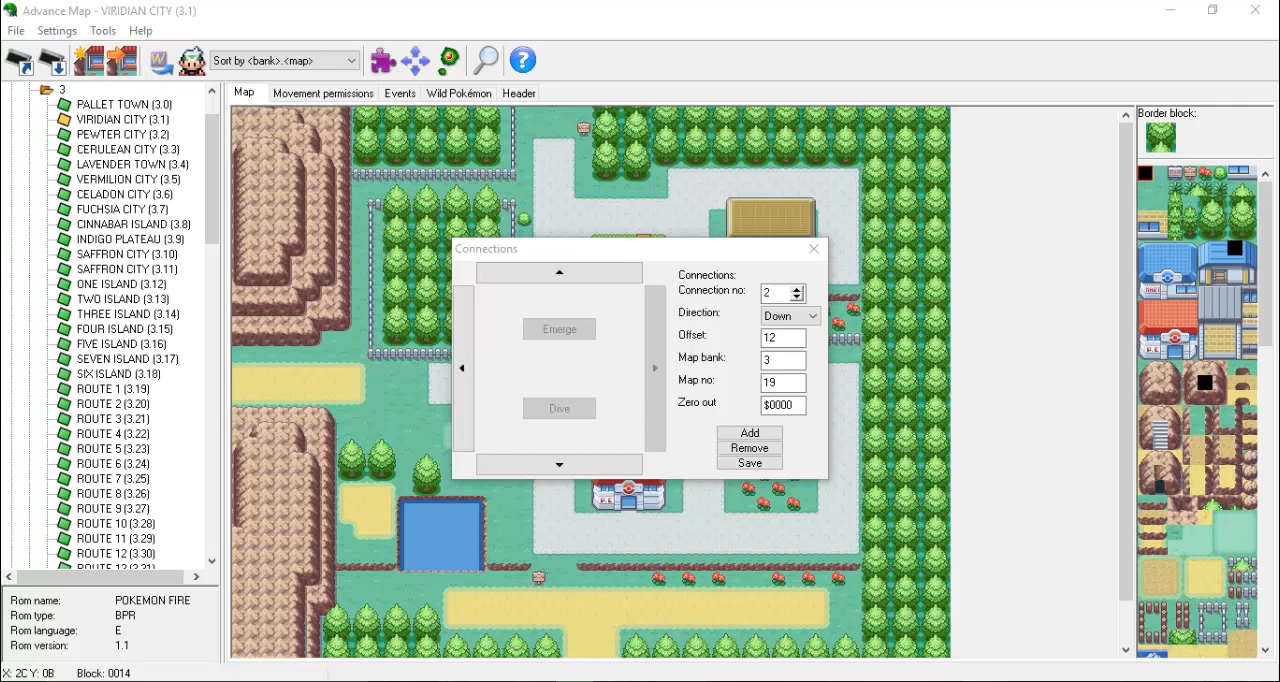 Advance Map - VIRIDIAN CITY (3.1)
File Settings Tools Help
Sort by <bank>.<map>
3
PALLET TOWN (3.0)
VIRIDIAN CITY (3.1)
PEWTER CITY (3.2)
CERULEAN CITY (3.3)
LAVENDER TOWN (3.4)
VERMILION CITY (3.5)
CELADON CITY (3.6)
FUCHSIA CITY (3.7)
CINNABAR ISLAND (3.8)
INDIGO PLATEAU (3.9)
SAFFRON CITY (3.10)
SAFFRON CITY (3.11)
ONE ISLAND (3.12)
TWO ISLAND (3.13)
THREE ISLAND (3.14)
FOUR ISLAND (3.15)
FIVE ISLAND (3.16)
SEVEN ISLAND (3.17)
SIX ISLAND (3.18)
ROUTE 1 (3.19)
ROUTE 2 (3.20)
ROUTE 3 (3.21)
ROUTE 4 (3.22)
ROUTE 5 (3.23)
ROUTE 6 (3.24)
ROUTE 7 (3.25)
ROUTE 8 (3.26)
ROUTE 9 (3.27)
ROUTE 10 (3.28)
ROUTE 11 (3.29)
ROUTE 12 (3.30)
ROUTE 13 (3.31)
Rom name: POKEMON FIRE
Rom type: BPR
Rom language: E
Rom version: 1.1
X: 2C Y: 0B Block: 0014
Map Movement permissions Events Wild Pokémon Header
Connections
Emerge
Dive
Connections:
Connection no: 2
Direction: Down
Offset: 12
Map bank: 3
Map no: 19
Zero out $0000
Add
Remove
Save
P.C
Border block:
P.C